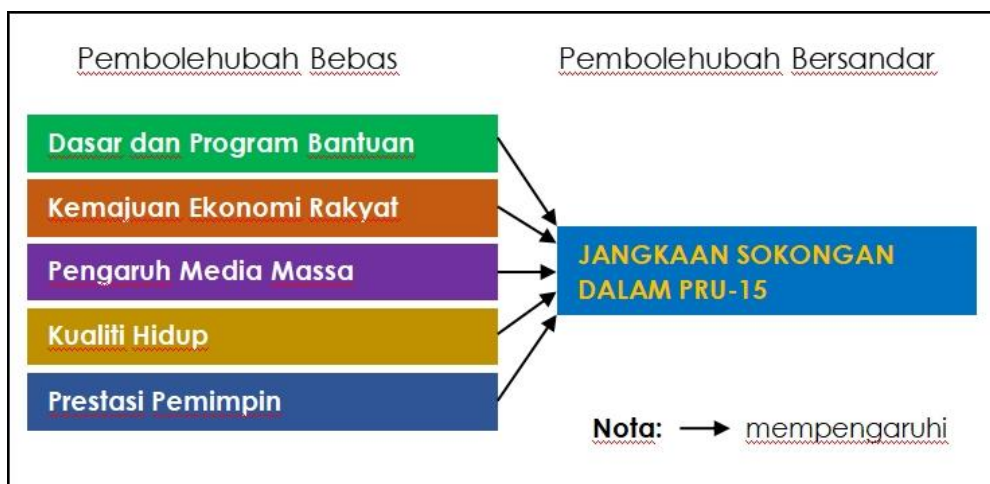 Pembolehubah Bebas
Pembolehubah Bersandar
Dasar dan Program Bantuan
Kemajuan Ekonomi Rakyat
Pengaruh Media Massa
Kualiti Hidup
Prestasi Pemimpin
JANGKAAN SOKONGAN
DALAM PRU-15
Nota: mempengaruhi